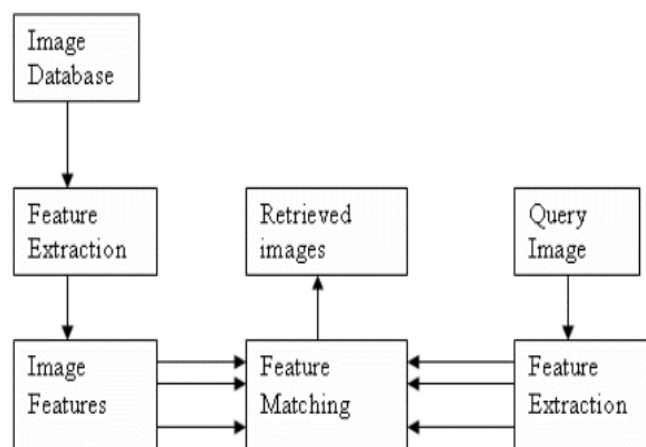 Image
Database
Feature
Extraction
Retrieved
images
Query
Image
Image
Features
Feature
Matching
Feature
Extraction